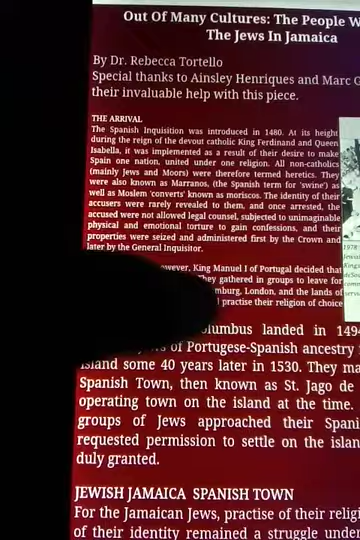 Out Of Many Cultures: The People W
The Jews In Jamaica
By Dr. Rebecca Tortello
Special thanks to Ainsley Henriques and Marc G
their invaluable help with this piece.
THE ARRIVAL
The Spanish Inquisition was introduced in 1480. At its height
during the reign of the devout catholic King Ferdinand and Queen
Isabella, it was implemented as a result of their desire to make
Spain one nation, united under one religion. All non-catholics
(mainly Jews and Moors) were therefore termed heretics. They
were also known as Marranos, (the Spanish term for 'swine') as
well as Moslem 'converts' known as moriscos. The identity of their
accusers were rarely revealed to them, and once arrested, the
accused were not allowed legal counsel, subjected to unimaginable
physical and emotional torture to gain confessions, and their
properties were seized and administered first by the Crown and
later by the General Inquisitor.
owever, King Manuel I of Portugal decided that
They gathered in groups to leave for
mburg, London, and the lands of
practise their religion of choice
1978
olumbus landed in 149
of Portugese-Spanish ancestry
island some 40 years later in 1530. They ma
Spanish Town, then known as St. Jago de
operating town on the island at the time.
groups of Jews approached their Spani
requested permission to settle on the islan
duly granted.
JEWISH JAMAICA SPANISH TOWN
For the Jamaican Jews, practise of their relig
of their identity remained a struggle unde